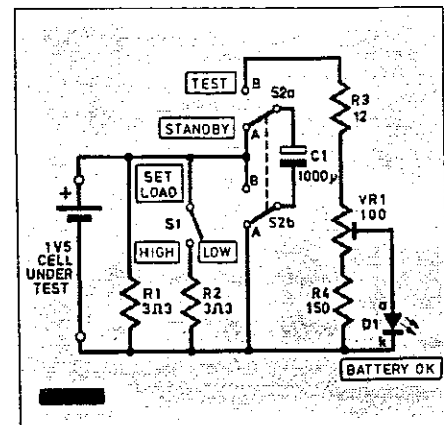 TEST
B
S2a
STANDBY
A
R3
12
+
SET
LOAD
B
C1
1000µ
S1
VR1
100
1V5
CELL
UNDER
TEST
HIGH
LOW
A
S2b
R1
3Ω3
R2
3Ω3
R4
150
a
D1
k
BATTERY OK